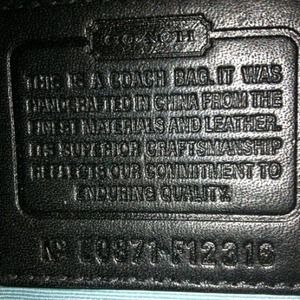 COACH
THIS IS A COACH BAG. IT WAS
HANDCRAFTED IN CHINA FROM THE
FINEST MATERIALS AND LEATHER.
ITS SUPERIOR CRAFTSMANSHIP
REFLECTS OUR COMMITMENT TO
ENDURING QUALITY.
Nº L0871-F12316